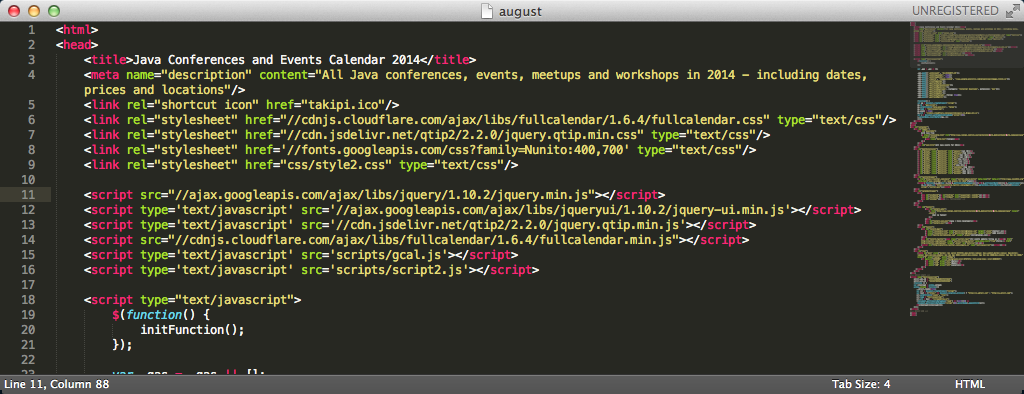 august
UNREGISTERED
1 <html>
2 <head>
3 <title>Java Conferences and Events Calendar 2014</title>
4 <meta name="description" content="All Java conferences, events, meetups and workshops in 2014 - including dates,
prices and locations"/>
5 <link rel="shortcut icon" href="takipi.ico"/>
6 <link rel="stylesheet" href="//cdnjs.cloudflare.com/ajax/libs/fullcalendar/1.6.4/fullcalendar.css" type="text/css"/>
7 <link rel="stylesheet" href="//cdn.jsdelivr.net/qtip2/2.2.0/jquery.qtip.min.css" type="text/css"/>
8 <link rel="stylesheet" href='//fonts.googleapis.com/css?family=Nunito:400,700' type="text/css"/>
9 <link rel="stylesheet" href="css/style2.css" type="text/css"/>
10
11 <script src="//ajax.googleapis.com/ajax/libs/jquery/1.10.2/jquery.min.js"></script>
12 <script type='text/javascript' src='//ajax.googleapis.com/ajax/libs/jqueryui/1.10.2/jquery-ui.min.js'></script>
13 <script type='text/javascript' src='//cdn.jsdelivr.net/qtip2/2.2.0/jquery.qtip.min.js'></script>
14 <script src="//cdnjs.cloudflare.com/ajax/libs/fullcalendar/1.6.4/fullcalendar.min.js"></script>
15 <script type='text/javascript' src='scripts/gcal.js'></script>
16 <script type='text/javascript' src='scripts/script2.js'></script>
17
18 <script type="text/javascript">
19 $(function() {
20 initFunction();
21 });
22
23 var _gaq = _gaq || [];
Line 11, Column 88
Tab Size: 4
HTML